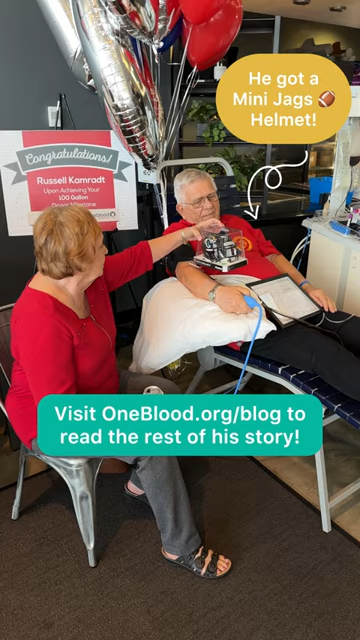 He got a
Mini Jags 🏈
Helmet!
Congratulations!
Russell Kamradt
Upon Achieving Your
100 Gallon
Visit OneBlood.org/blog to
read the rest of his story!